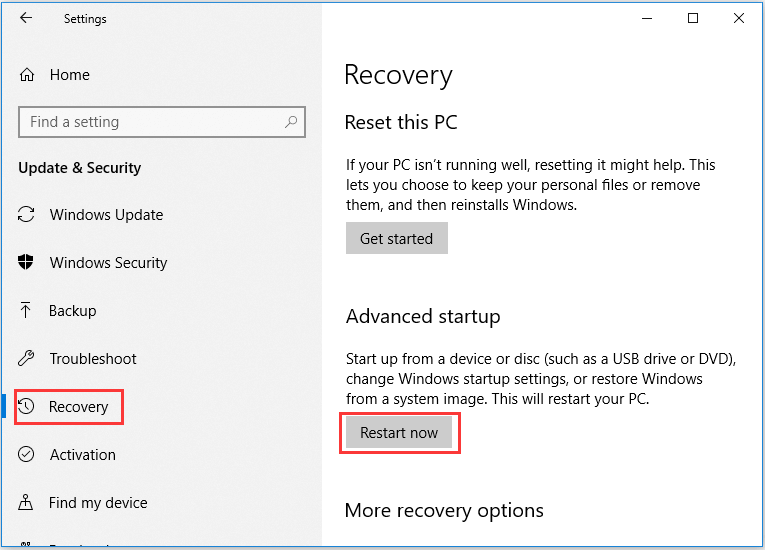 Settings
Home
Find a setting
Update & Security
Windows Update
Windows Security
Backup
Troubleshoot
Recovery
Activation
Find my device
Recovery
Reset this PC
If your PC isn't running well, resetting it might help. This
lets you choose to keep your personal files or remove
them, and then reinstalls Windows.
Get started
Advanced startup
Start up from a device or disc (such as a USB drive or DVD),
change Windows startup settings, or restore Windows
from a system image. This will restart your PC.
Restart now
More recovery options